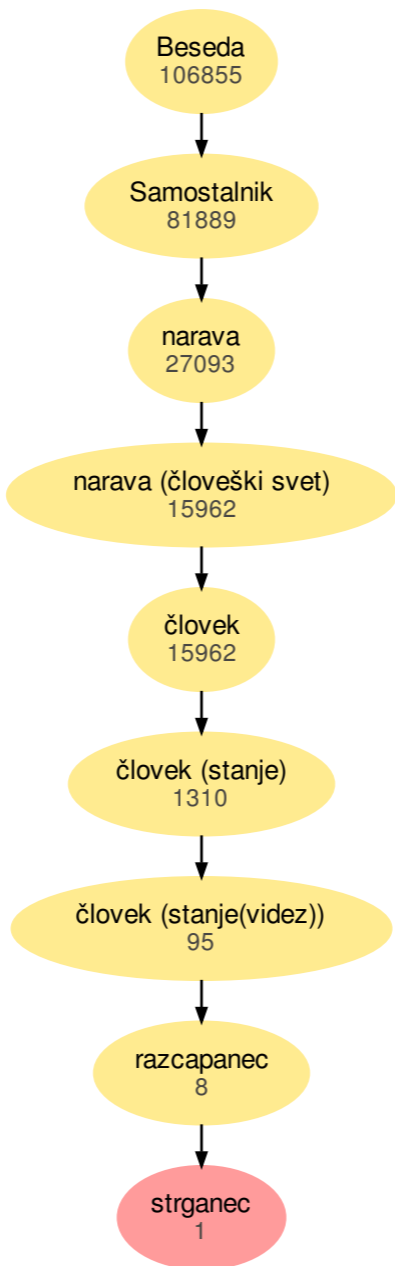 Beseda
106855
Samostalnik
81889
narava
27093
narava (človeški svet)
15962
človek
15962
človek (stanje)
1310
človek (stanje(videz))
95
razcapanec
8
strganec
1